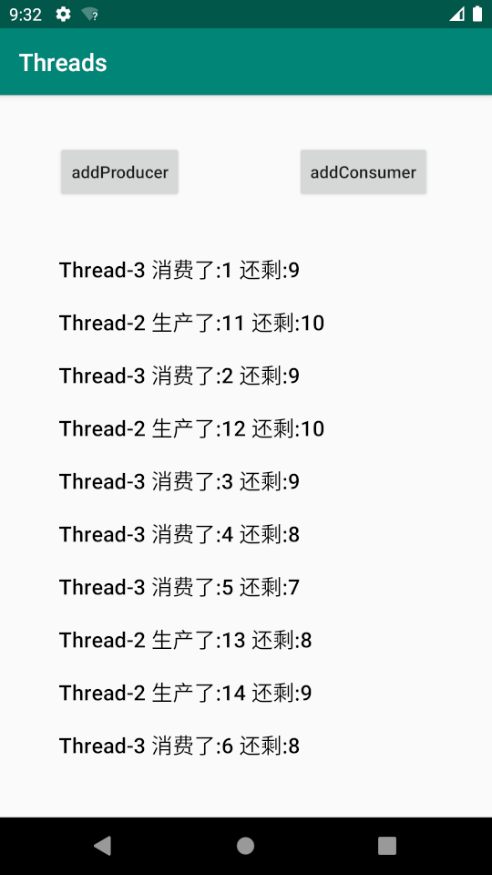 9:32
Threads
addProducer addConsumer
Thread-3 消费了:1 还剩:9
Thread-2 生产了:11 还剩:10
Thread-3 消费了:2 还剩:9
Thread-2 生产了:12 还剩:10
Thread-3 消费了:3 还剩:9
Thread-3 消费了:4 还剩:8
Thread-3 消费了:5 还剩:7
Thread-2 生产了:13 还剩:8
Thread-2 生产了:14 还剩:9
Thread-3 消费了:6 还剩:8